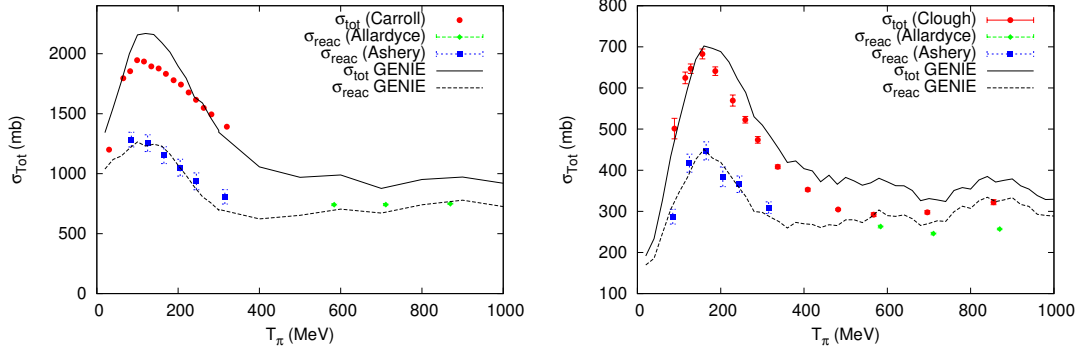 σTot (mb)
2000
1500
1000
500
0
0 200 400 600 800 1000
Tπ (MeV)
σtot (Carroll)
σreac (Allardyce)
σreac (Ashery)
σtot GENIE
σreac GENIE
σTot (mb)
800
700
600
500
400
300
200
100
0 200 400 600 800 1000
Tπ (MeV)
σtot (Clough)
σreac (Allardyce)
σreac (Ashery)
σtot GENIE
σreac GENIE